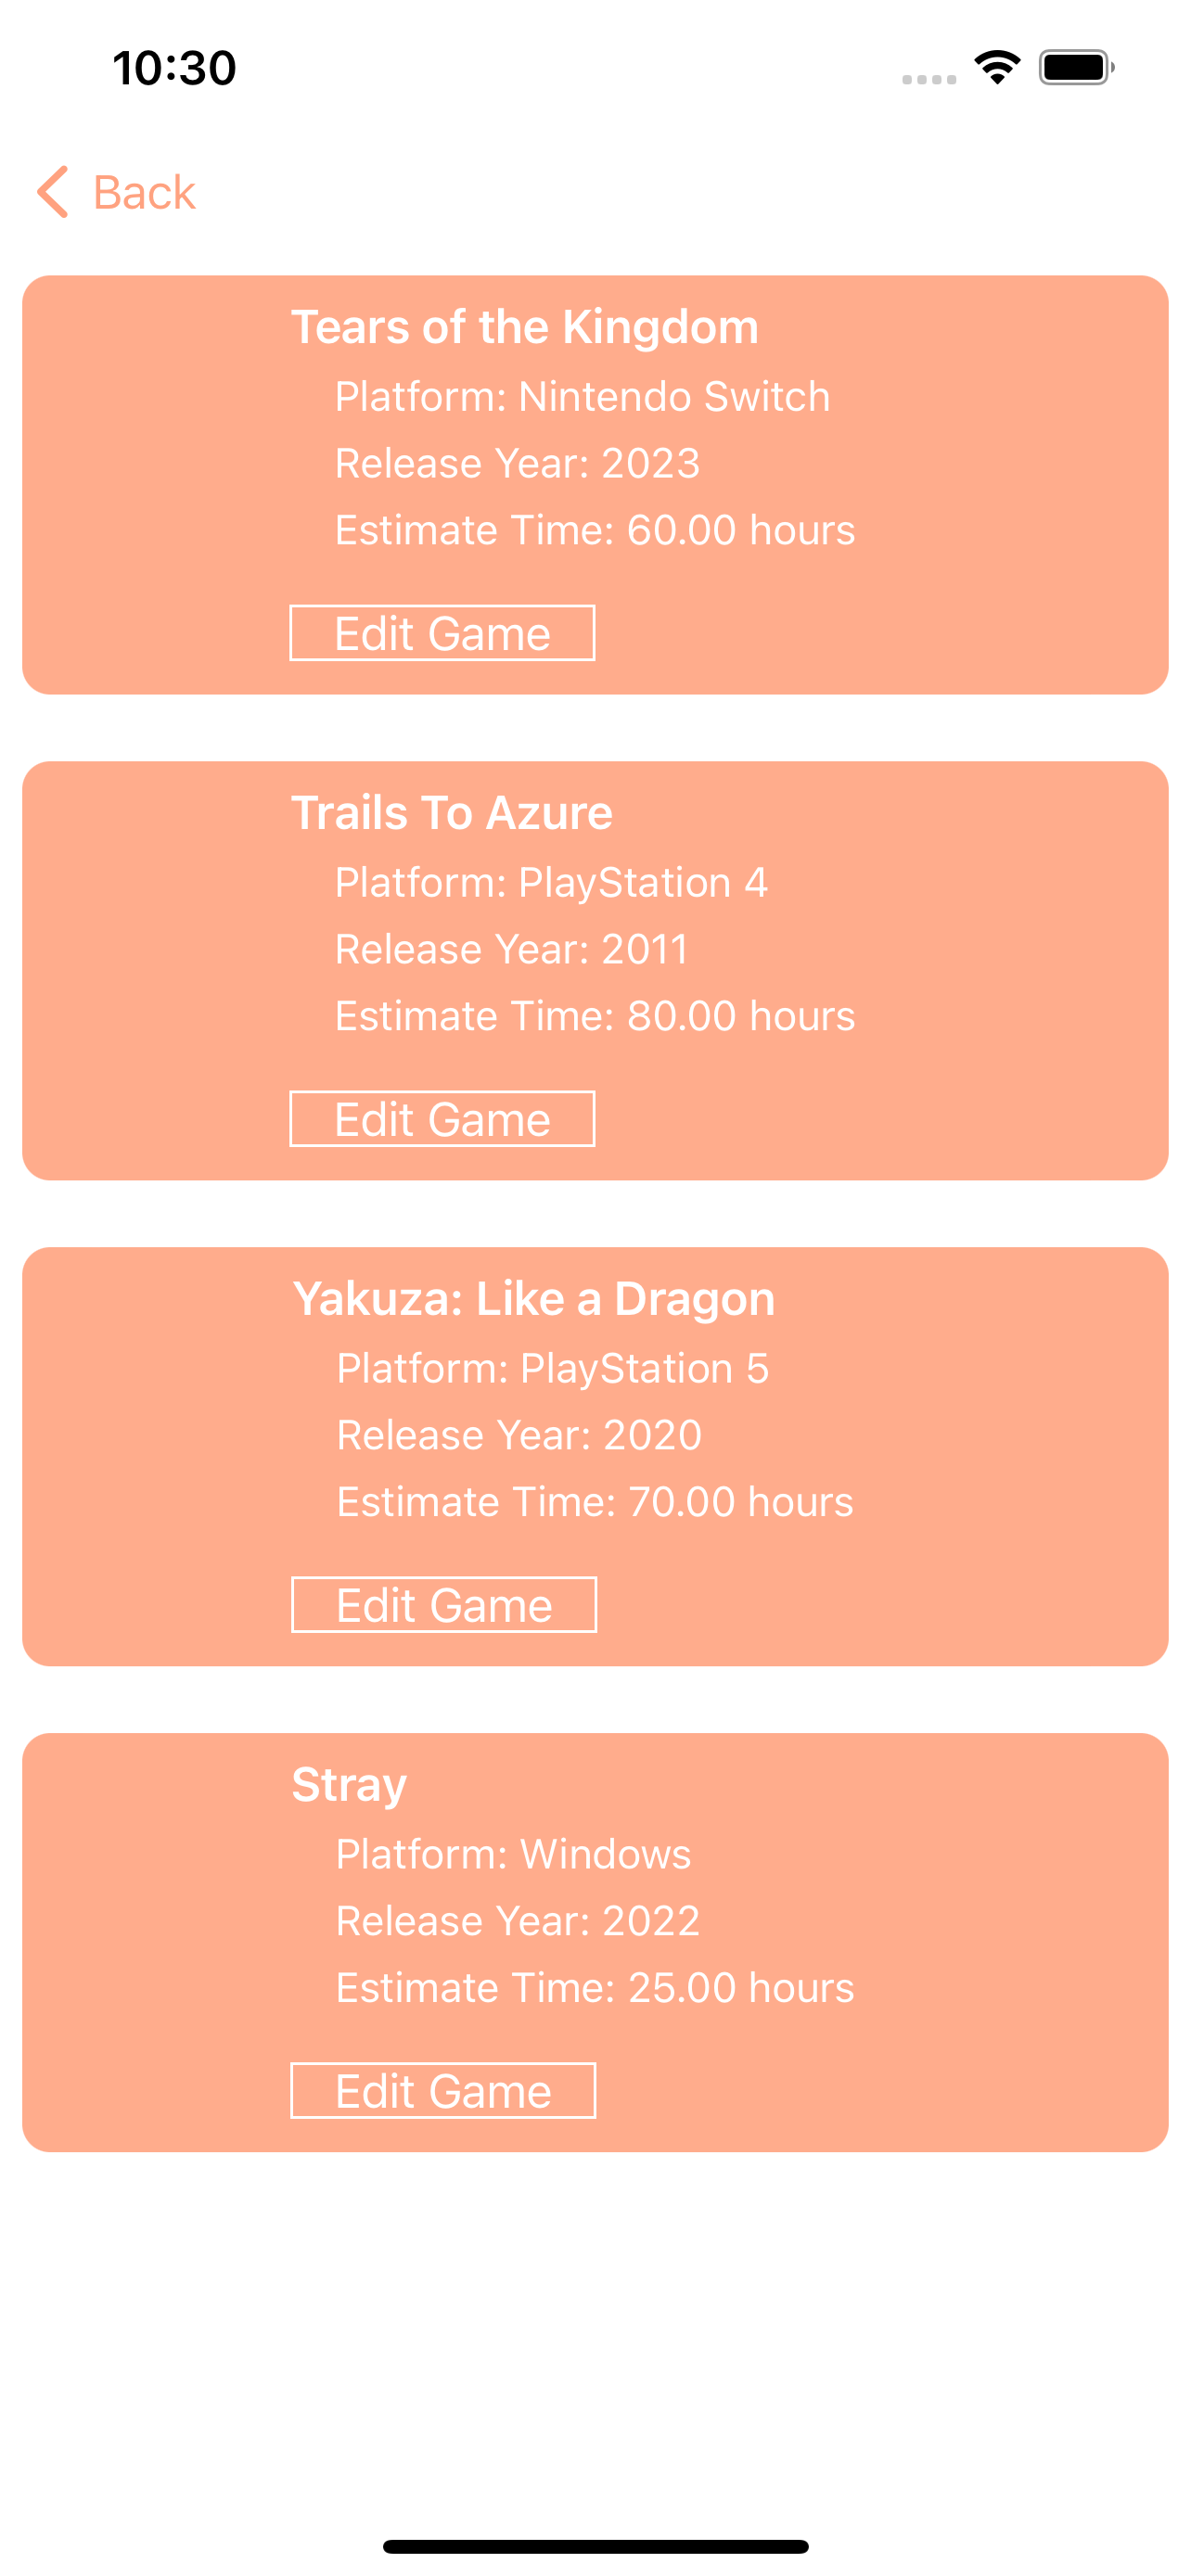 10:30
Back
Tears of the Kingdom
Platform: Nintendo Switch
Release Year: 2023
Estimate Time: 60.00 hours
Edit Game
Trails To Azure
Platform: PlayStation 4
Release Year: 2011
Estimate Time: 80.00 hours
Edit Game
Yakuza: Like a Dragon
Platform: PlayStation 5
Release Year: 2020
Estimate Time: 70.00 hours
Edit Game
Stray
Platform: Windows
Release Year: 2022
Estimate Time: 25.00 hours
Edit Game